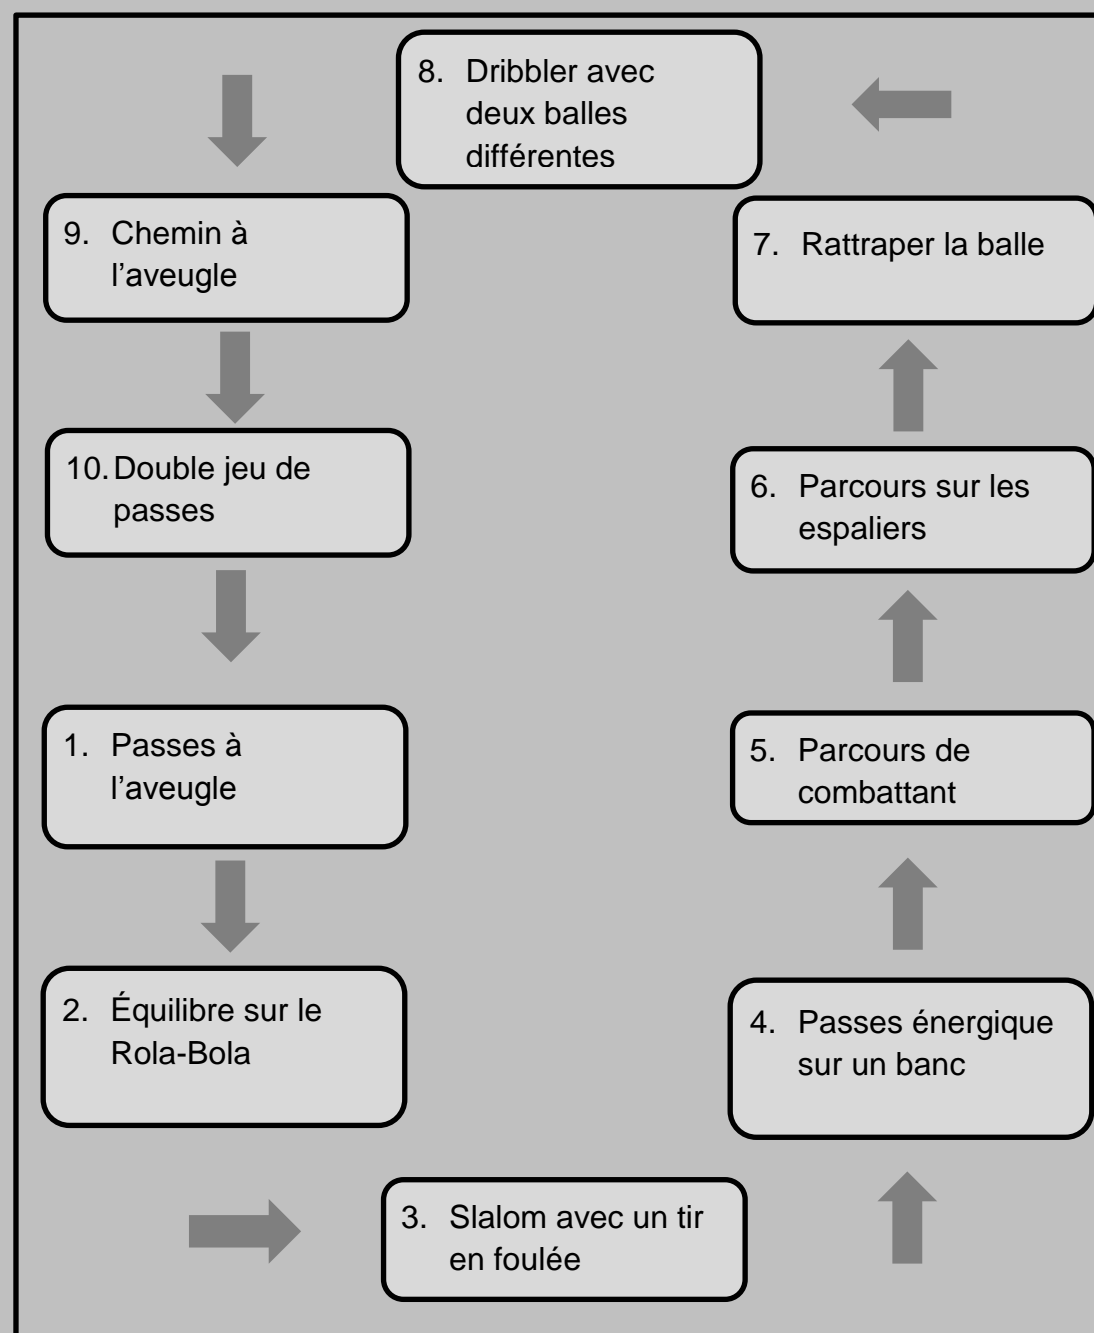 8. Dribbler avec
deux balles
différentes
9. Chemin à
l’aveugle
7. Rattraper la balle
10. Double jeu de
passes
6. Parcours sur les
espaliers
1. Passes à
l’aveugle
5. Parcours de
combattant
2. Équilibre sur le
Rola-Bola
4. Passes énergique
sur un banc
3. Slalom avec un tir
en foulée